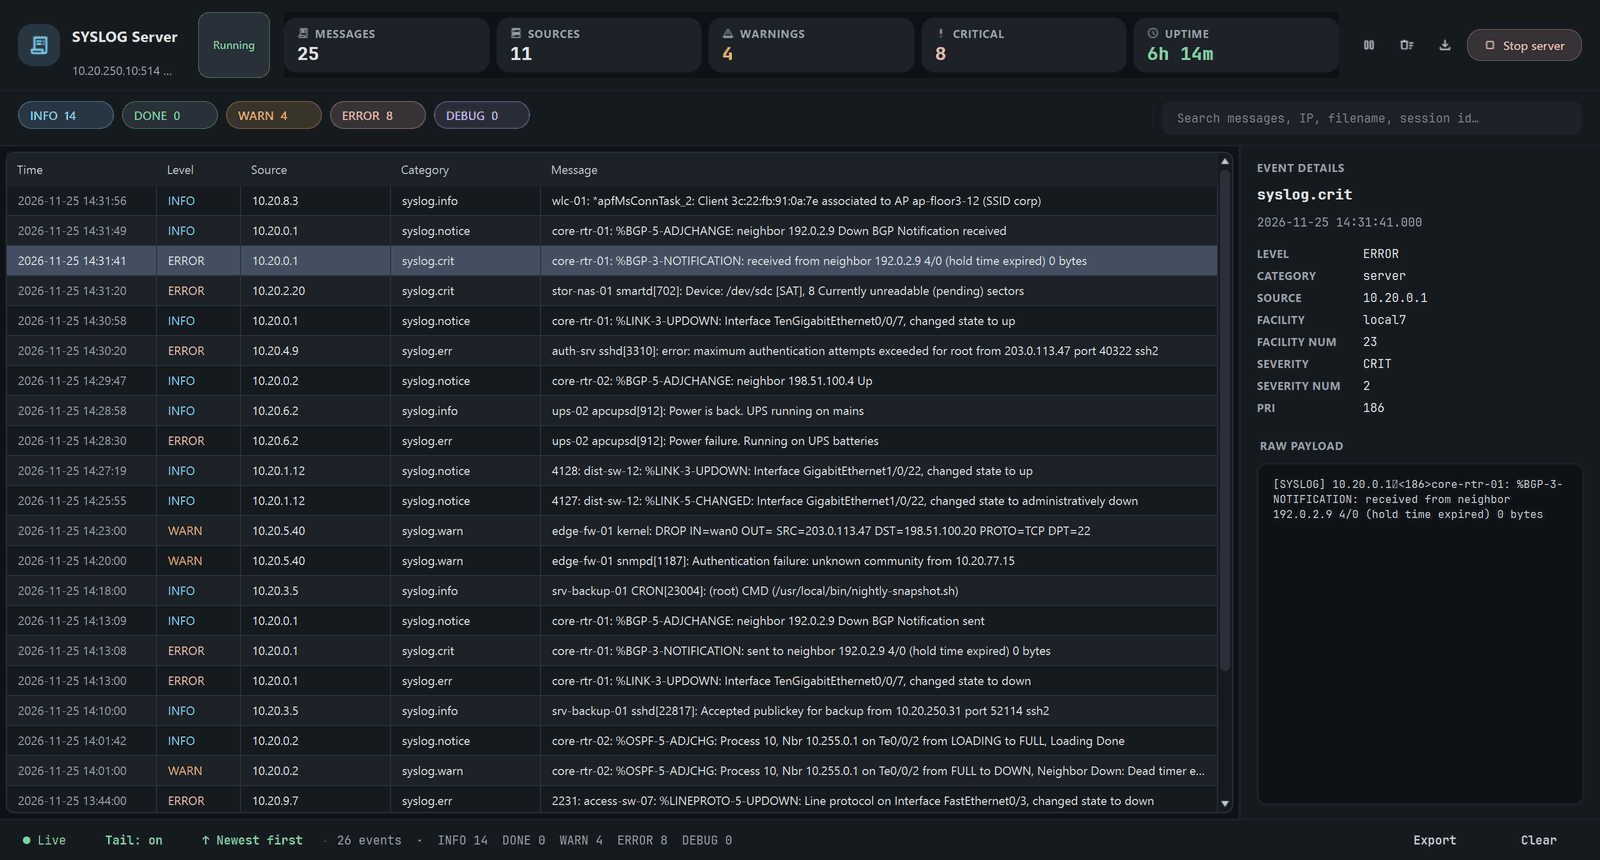 SYSLOG Server
10.20.250.10:514 ...
Running
MESSAGES
25
SOURCES
11
WARNINGS
4
CRITICAL
8
UPTIME
6h 14m
Stop server
INFO 14
DONE 0
WARN 4
ERROR 8
DEBUG 0
Search messages, IP, filename, session id…
Time Level Source Category Message
2026-11-25 14:31:56 INFO 10.20.8.3 syslog.info wlc-01: *apfMsConnTask_2: Client 3c:22:fb:91:0a:7e associated to AP ap-floor3-12 (SSID corp)
2026-11-25 14:31:49 INFO 10.20.0.1 syslog.notice core-rtr-01: %BGP-5-ADJCHANGE: neighbor 192.0.2.9 Down BGP Notification received
2026-11-25 14:31:41 ERROR 10.20.0.1 syslog.crit core-rtr-01: %BGP-3-NOTIFICATION: received from neighbor 192.0.2.9 4/0 (hold time expired) 0 bytes
2026-11-25 14:31:20 ERROR 10.20.2.20 syslog.crit stor-nas-01 smartd[702]: Device: /dev/sdc [SAT], 8 Currently unreadable (pending) sectors
2026-11-25 14:30:58 INFO 10.20.0.1 syslog.notice core-rtr-01: %LINK-3-UPDOWN: Interface TenGigabitEthernet0/0/7, changed state to up
2026-11-25 14:30:20 ERROR 10.20.4.9 syslog.err auth-srv sshd[3310]: error: maximum authentication attempts exceeded for root from 203.0.113.47 port 40322 ssh2
2026-11-25 14:29:47 INFO 10.20.0.2 syslog.notice core-rtr-02: %BGP-5-ADJCHANGE: neighbor 198.51.100.4 Up
2026-11-25 14:28:58 INFO 10.20.6.2 syslog.info ups-02 apcupsd[912]: Power is back. UPS running on mains
2026-11-25 14:28:30 ERROR 10.20.6.2 syslog.err ups-02 apcupsd[912]: Power failure. Running on UPS batteries
2026-11-25 14:27:19 INFO 10.20.1.12 syslog.notice 4128: dist-sw-12: %LINK-3-UPDOWN: Interface GigabitEthernet1/0/22, changed state to up
2026-11-25 14:25:55 INFO 10.20.1.12 syslog.notice 4127: dist-sw-12: %LINK-5-CHANGED: Interface GigabitEthernet1/0/22, changed state to administratively down
2026-11-25 14:23:00 WARN 10.20.5.40 syslog.warn edge-fw-01 kernel: DROP IN=wan0 OUT= SRC=203.0.113.47 DST=198.51.100.20 PROTO=TCP DPT=22
2026-11-25 14:20:00 WARN 10.20.5.40 syslog.warn edge-fw-01 snmpd[1187]: Authentication failure: unknown community from 10.20.77.15
2026-11-25 14:18:00 INFO 10.20.3.5 syslog.info srv-backup-01 CRON[23004]: (root) CMD (/usr/local/bin/nightly-snapshot.sh)
2026-11-25 14:13:09 INFO 10.20.0.1 syslog.notice core-rtr-01: %BGP-5-ADJCHANGE: neighbor 192.0.2.9 Down BGP Notification sent
2026-11-25 14:13:08 ERROR 10.20.0.1 syslog.crit core-rtr-01: %BGP-3-NOTIFICATION: sent to neighbor 192.0.2.9 4/0 (hold time expired) 0 bytes
2026-11-25 14:13:00 ERROR 10.20.0.1 syslog.err core-rtr-01: %LINK-3-UPDOWN: Interface TenGigabitEthernet0/0/7, changed state to down
2026-11-25 14:10:00 INFO 10.20.3.5 syslog.info srv-backup-01 sshd[22817]: Accepted publickey for backup from 10.20.250.31 port 52114 ssh2
2026-11-25 14:01:42 INFO 10.20.0.2 syslog.notice core-rtr-02: %OSPF-5-ADJCHG: Process 10, Nbr 10.255.0.1 on Te0/0/2 from LOADING to FULL, Loading Done
2026-11-25 14:01:00 WARN 10.20.0.2 syslog.warn core-rtr-02: %OSPF-5-ADJCHG: Process 10, Nbr 10.255.0.1 on Te0/0/2 from FULL to DOWN, Neighbor Down: Dead timer e...
2026-11-25 13:44:00 ERROR 10.20.9.7 syslog.err 2231: access-sw-07: %LINEPROTO-5-UPDOWN: Line protocol on Interface FastEthernet0/3, changed state to down
EVENT DETAILS
syslog.crit
2026-11-25 14:31:41.000
LEVEL ERROR
CATEGORY server
SOURCE 10.20.0.1
FACILITY local7
FACILITY NUM 23
SEVERITY CRIT
SEVERITY NUM 2
PRI 186
RAW PAYLOAD
[SYSLOG] 10.20.0.1 <186>core-rtr-01: %BGP-3-
NOTIFICATION: received from neighbor
192.0.2.9 4/0 (hold time expired) 0 bytes
● Live Tail: on ↑ Newest first · 26 events · INFO 14 DONE 0 WARN 4 ERROR 8 DEBUG 0 Export Clear